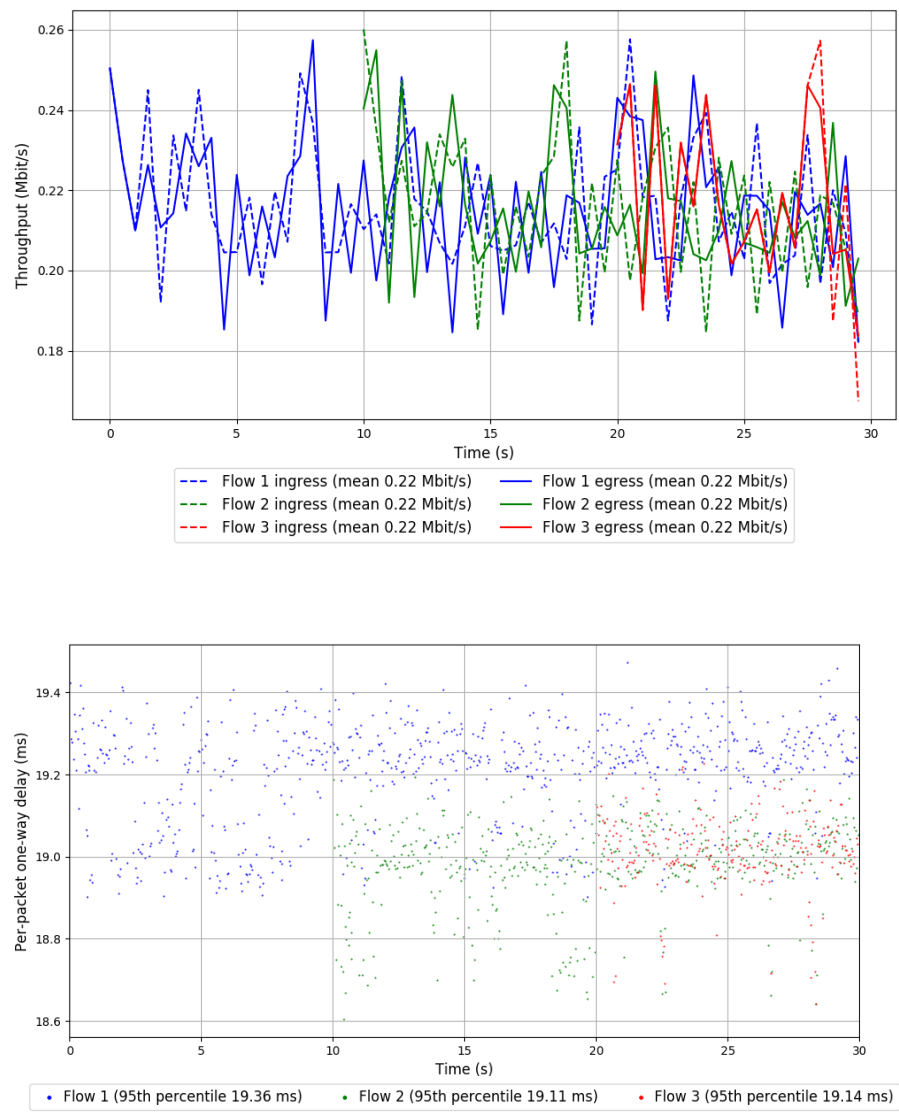 0.26
0.24
0.22
0.20
0.18
Throughput (Mbit/s)
0 5 10 15 20 25 30
Time (s)
Flow 1 ingress (mean 0.22 Mbit/s) Flow 1 egress (mean 0.22 Mbit/s)
Flow 2 ingress (mean 0.22 Mbit/s) Flow 2 egress (mean 0.22 Mbit/s)
Flow 3 ingress (mean 0.22 Mbit/s) Flow 3 egress (mean 0.22 Mbit/s)
19.4
19.2
19.0
18.8
18.6
Per-packet one-way delay (ms)
0 5 10 15 20 25 30
Time (s)
Flow 1 (95th percentile 19.36 ms) Flow 2 (95th percentile 19.11 ms) Flow 3 (95th percentile 19.14 ms)